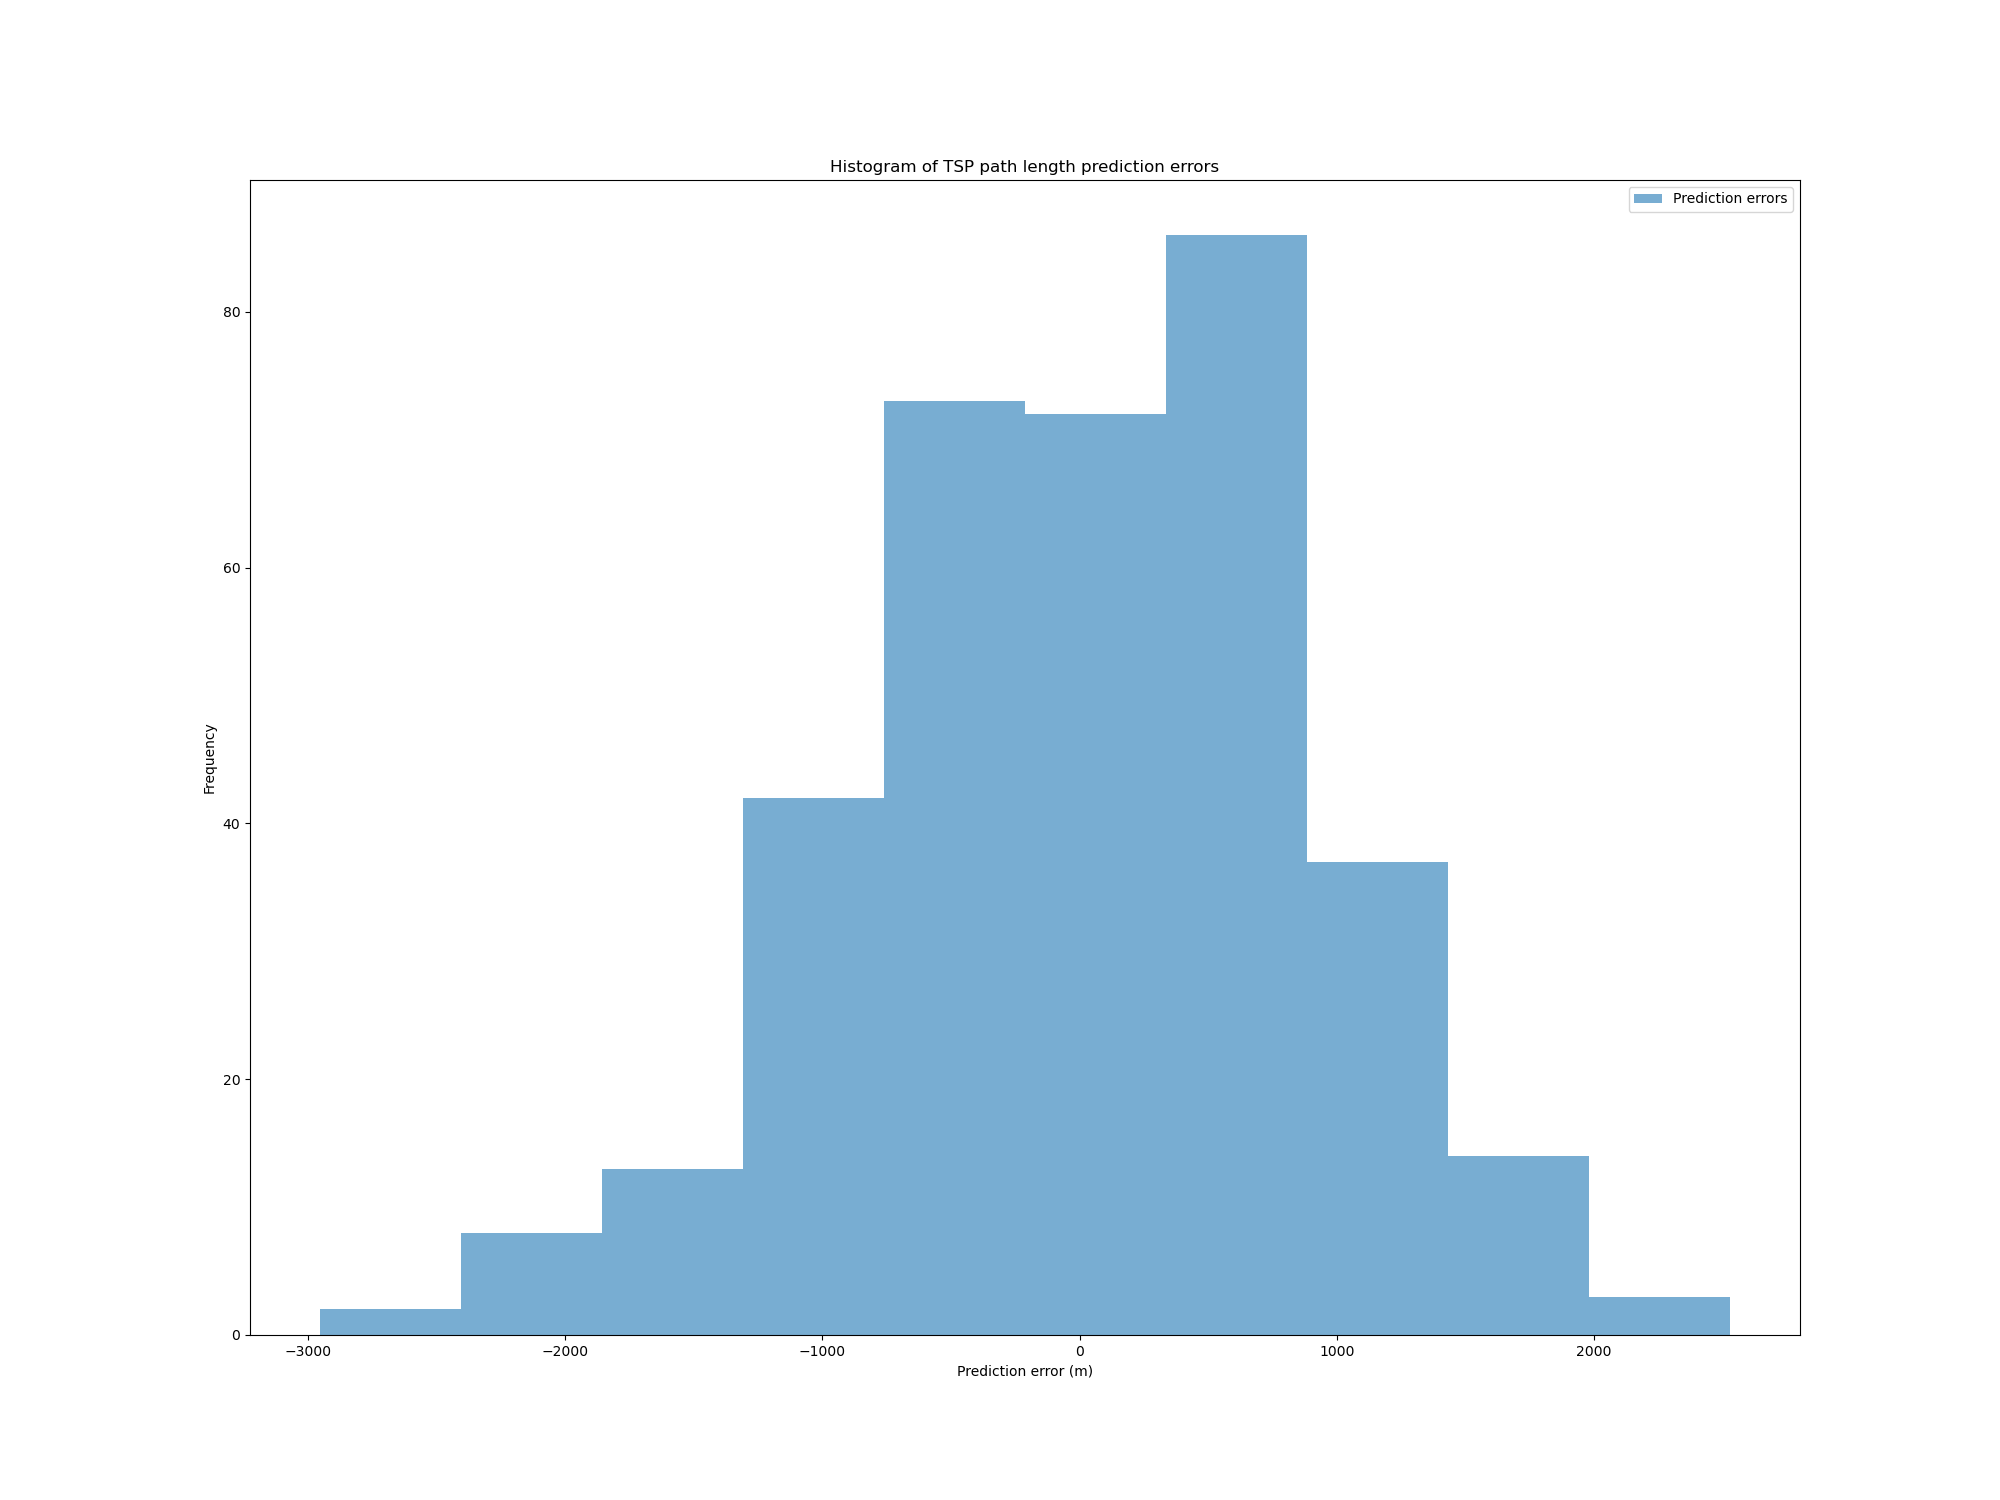 Histogram of TSP path length prediction errors
Prediction errors
80
60
40
20
0
Frequency
−3000
−2000
−1000
0
1000
2000
Prediction error (m)